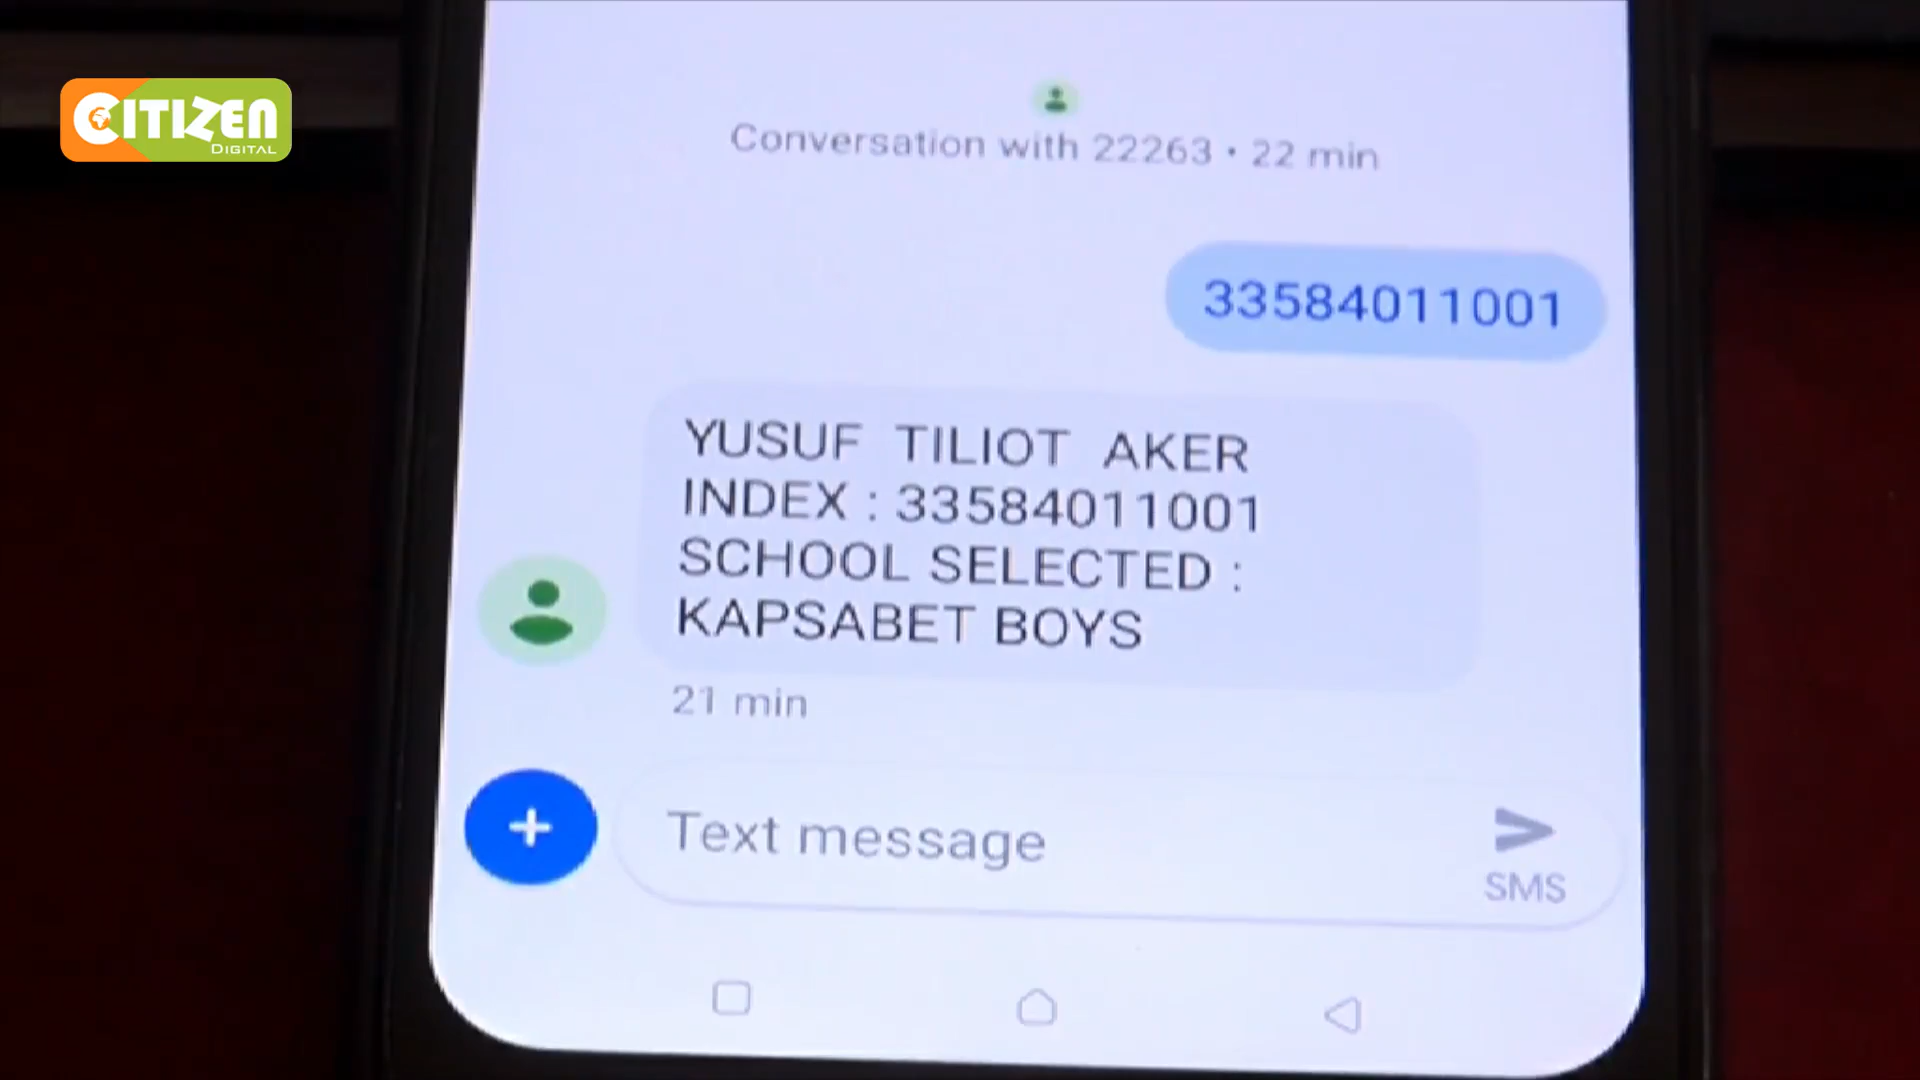 CITIZEN
DIGITAL
Conversation with 22263 • 22 min
33584011001
YUSUF TILIOT AKER
INDEX : 33584011001
SCHOOL SELECTED :
KAPSABET BOYS
21 min
Text message
SMS